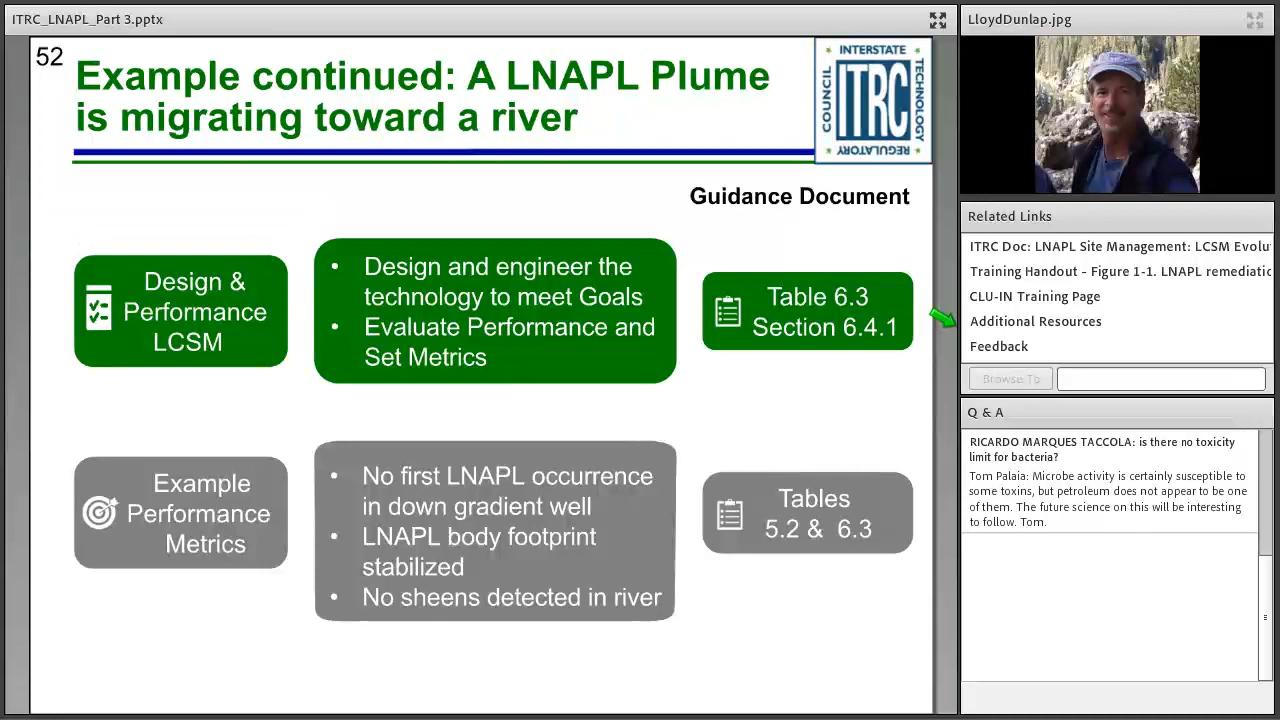 ITRC_LNAPL_Part 3.pptx
52
Example continued: A LNAPL Plume
is migrating toward a river
INTERSTATE
TECHNOLOGY
REGULATORY
COUNCIL
ITRC
Guidance Document
Design &
Performance
LCSM
• Design and engineer the
technology to meet Goals
• Evaluate Performance and
Set Metrics
Table 6.3
Section 6.4.1
Example
Performance
Metrics
• No first LNAPL occurrence
in down gradient well
• LNAPL body footprint
stabilized
• No sheens detected in river
Tables
5.2 & 6.3
LloydDunlap.jpg
Related Links
ITRC Doc: LNAPL Site Management: LCSM Evolu
Training Handout - Figure 1-1. LNAPL remediatic
CLU-IN Training Page
Additional Resources
Feedback
Browse To
Q & A
RICARDO MARQUES TACCOLA: is there no toxicity
limit for bacteria?
Tom Palaia: Microbe activity is certainly susceptible to
some toxins, but petroleum does not appear to be one
of them. The future science on this will be interesting
to follow. Tom.